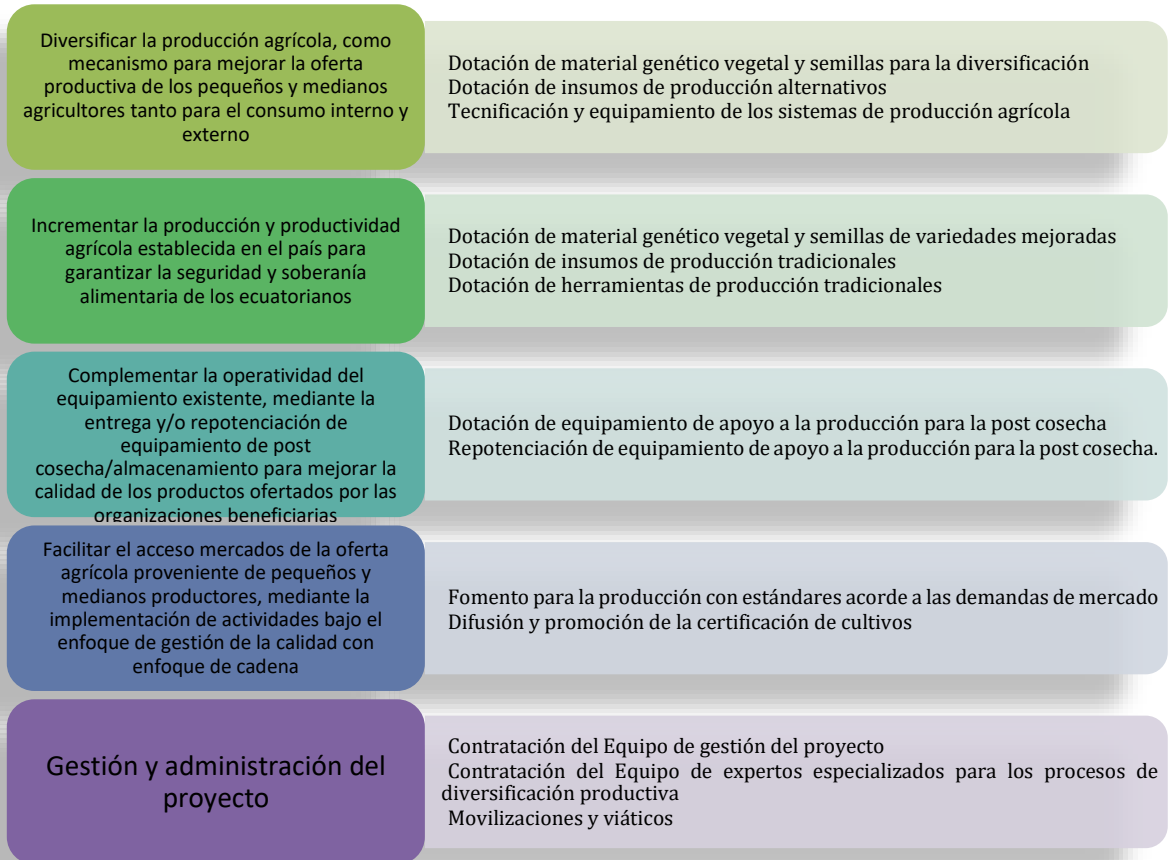 Diversificar la producción agrícola, como
mecanismo para mejorar la oferta
productiva de los pequeños y medianos
agricultores tanto para el consumo interno y
externo
Dotación de material genético vegetal y semillas para la diversificación
Dotación de insumos de producción alternativos
Tecnificación y equipamiento de los sistemas de producción agrícola
Incrementar la producción y productividad
agrícola establecida en el país para
garantizar la seguridad y soberanía
alimentaria de los ecuatorianos
Dotación de material genético vegetal y semillas de variedades mejoradas
Dotación de insumos de producción tradicionales
Dotación de herramientas de producción tradicionales
Complementar la operatividad del
equipamiento existente, mediante la
entrega y/o repotenciación de
equipamiento de post
cosecha/almacenamiento para mejorar la
calidad de los productos ofertados por las
organizaciones beneficiarias
Dotación de equipamiento de apoyo a la producción para la post cosecha
Repotenciación de equipamiento de apoyo a la producción para la post cosecha.
Facilitar el acceso mercados de la oferta
agrícola proveniente de pequeños y
medianos productores, mediante la
implementación de actividades bajo el
enfoque de gestión de la calidad con
enfoque de cadena
Fomento para la producción con estándares acorde a las demandas de mercado
Difusión y promoción de la certificación de cultivos
Gestión y administración del
proyecto
Contratación del Equipo de gestión del proyecto
Contratación del Equipo de expertos especializados para los procesos de
diversificación productiva
Movilizaciones y viáticos